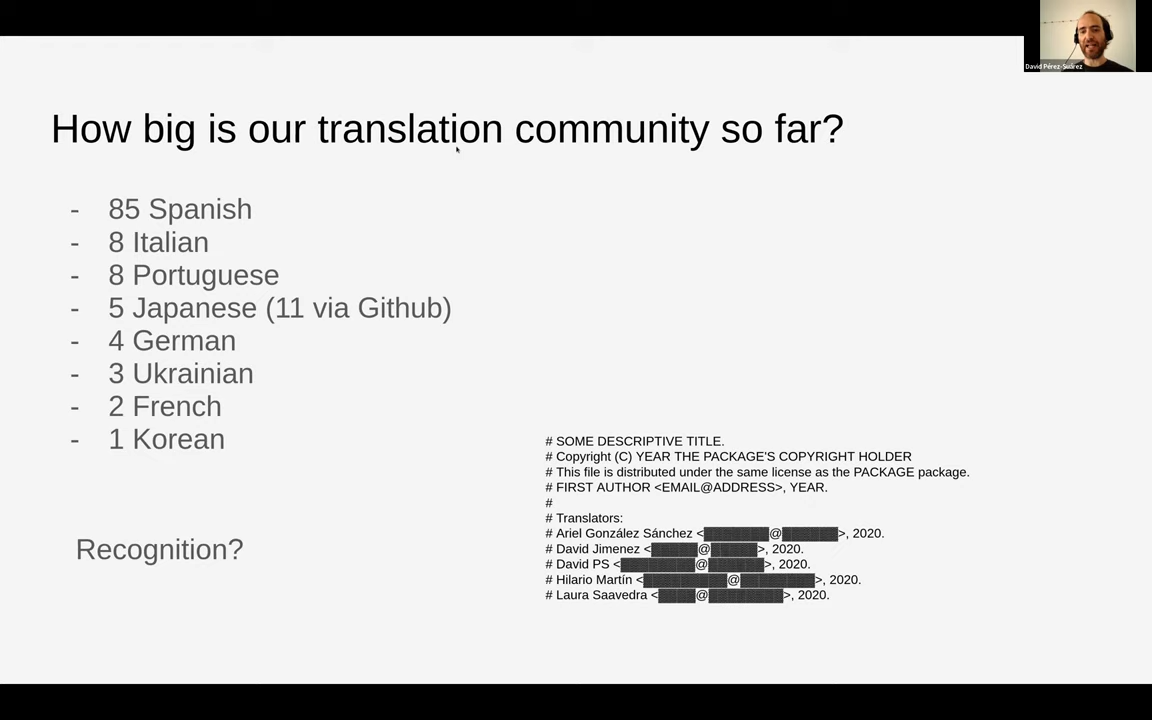 David Pérez-Suárez
How big is our translation community so far?
- 85 Spanish
- 8 Italian
- 8 Portuguese
- 5 Japanese (11 via Github)
- 4 German
- 3 Ukrainian
- 2 French
- 1 Korean
Recognition?
# SOME DESCRIPTIVE TITLE.
# Copyright (C) YEAR THE PACKAGE'S COPYRIGHT HOLDER
# This file is distributed under the same license as the PACKAGE package.
# FIRST AUTHOR <EMAIL@ADDRESS>, YEAR.
#
# Translators:
# Ariel González Sánchez <▓▓▓▓▓▓▓@▓▓▓▓▓▓>, 2020.
# David Jimenez <▓▓▓▓▓@▓▓▓▓▓>, 2020.
# David PS <▓▓▓▓▓▓▓▓@▓▓▓▓▓▓>, 2020.
# Hilario Martín <▓▓▓▓▓▓▓▓▓@▓▓▓▓▓▓▓▓>, 2020.
# Laura Saavedra <▓▓▓▓@▓▓▓▓▓▓▓▓>, 2020.